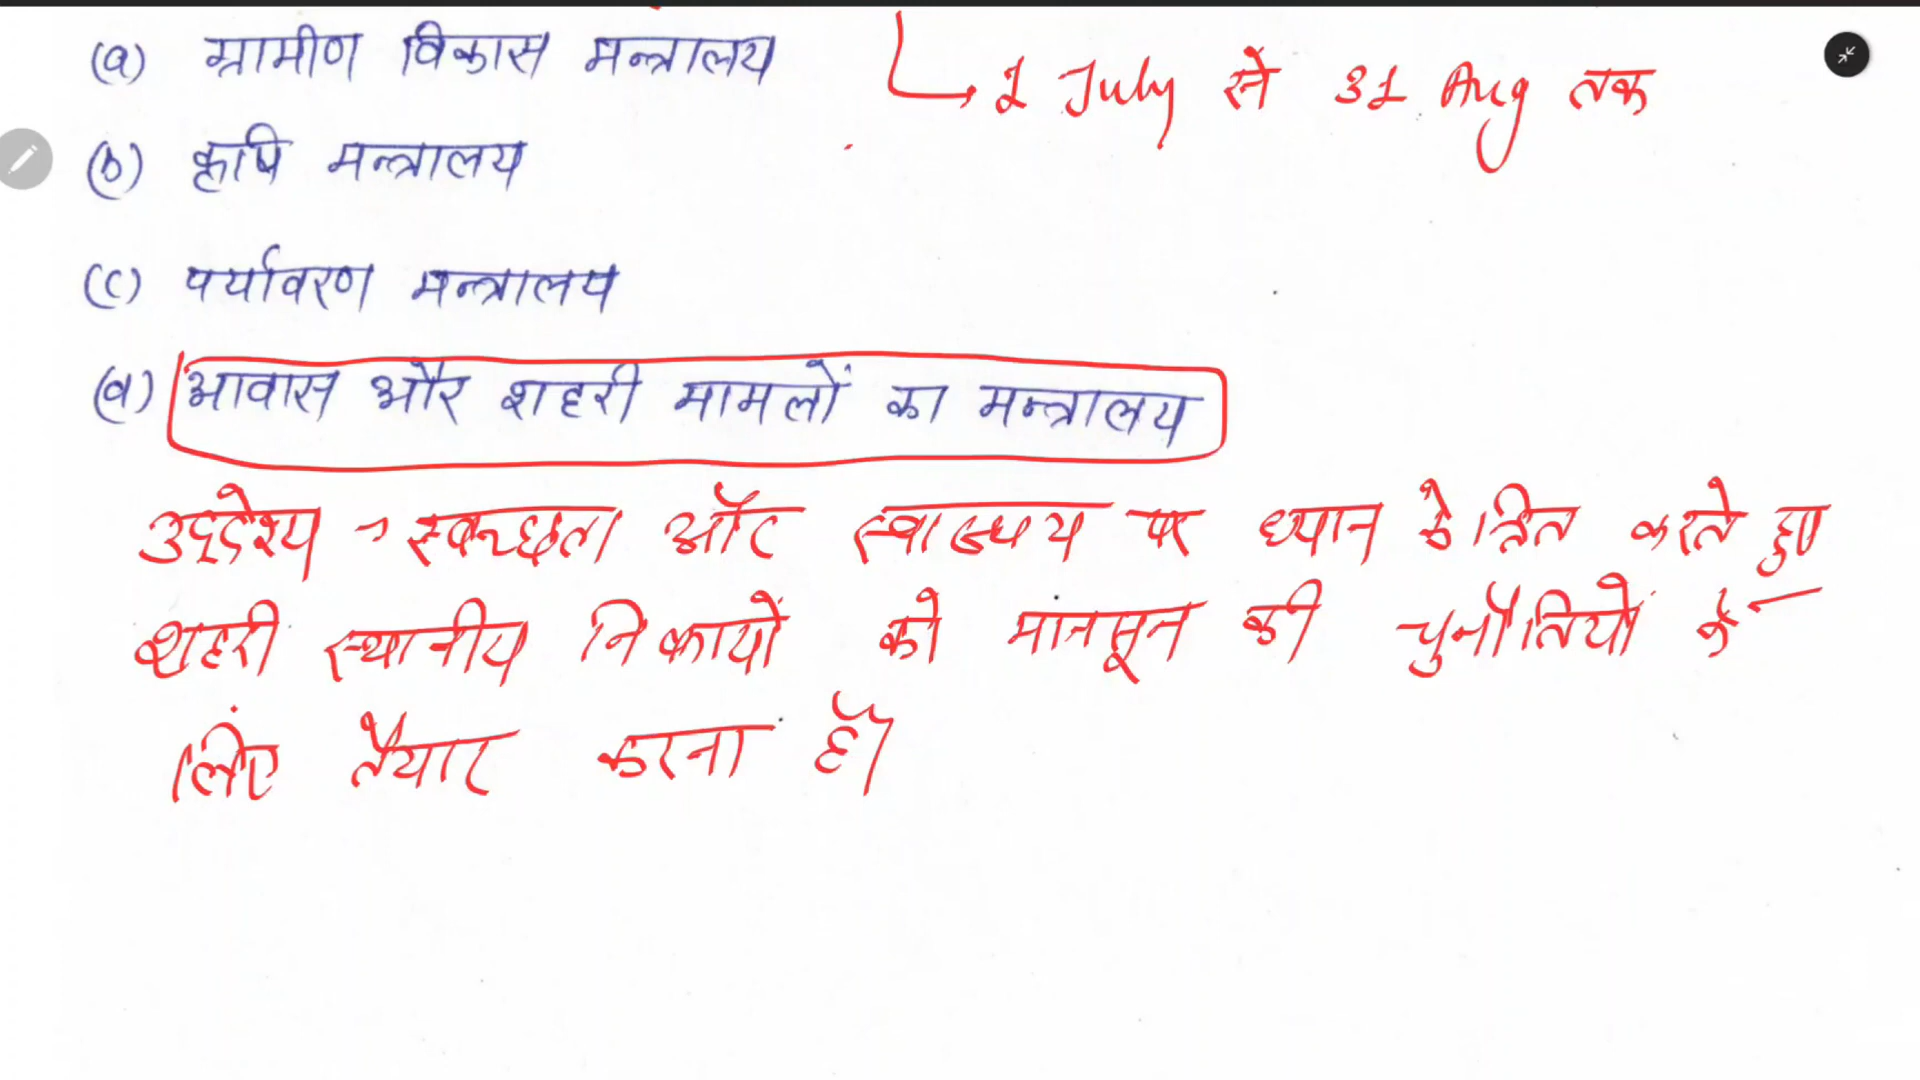 (a) ग्रामीण विकास मन्त्रालय
1 July से 31 Aug तक
(b) कृषि मन्त्रालय
(c) पर्यावरण मन्त्रालय
(d) आवास और शहरी मामलों का मन्त्रालय
उद्देश्य → स्वच्छता और स्वास्थ्य पर ध्यान केन्द्रित करते हुए
शहरी स्थानीय निकायों को मानसून की चुनौतियों के
लिए तैयार करना है।